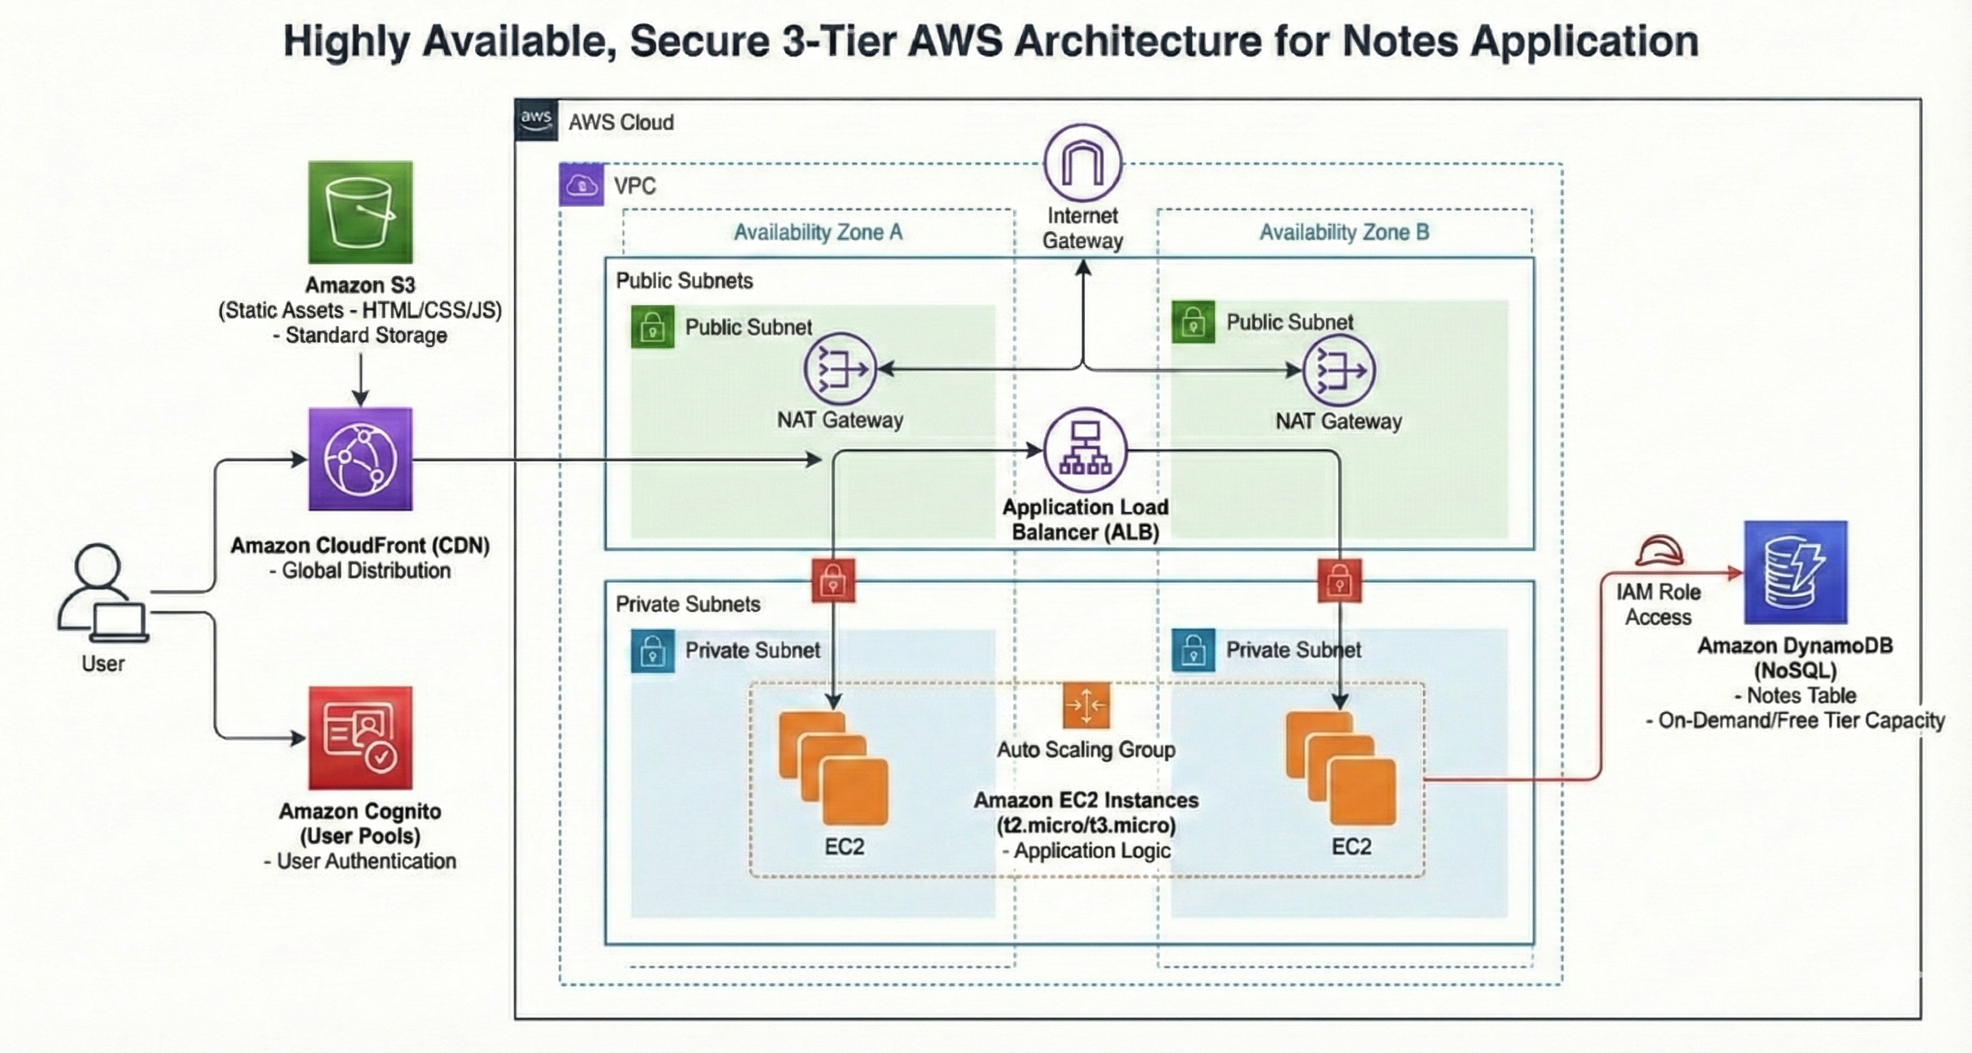 Highly Available, Secure 3-Tier AWS Architecture for Notes Application
aws
AWS Cloud
VPC
Internet
Gateway
Availability Zone A
Availability Zone B
Public Subnets
Public Subnet
Public Subnet
NAT Gateway
NAT Gateway
Application Load
Balancer (ALB)
Amazon S3
(Static Assets - HTML/CSS/JS)
- Standard Storage
Amazon CloudFront (CDN)
- Global Distribution
User
Amazon Cognito
(User Pools)
- User Authentication
Private Subnets
Private Subnet
Private Subnet
Auto Scaling Group
Amazon EC2 Instances
(t2.micro/t3.micro)
- Application Logic
EC2
EC2
IAM Role
Access
Amazon DynamoDB
(NoSQL)
- Notes Table
- On-Demand/Free Tier Capacity